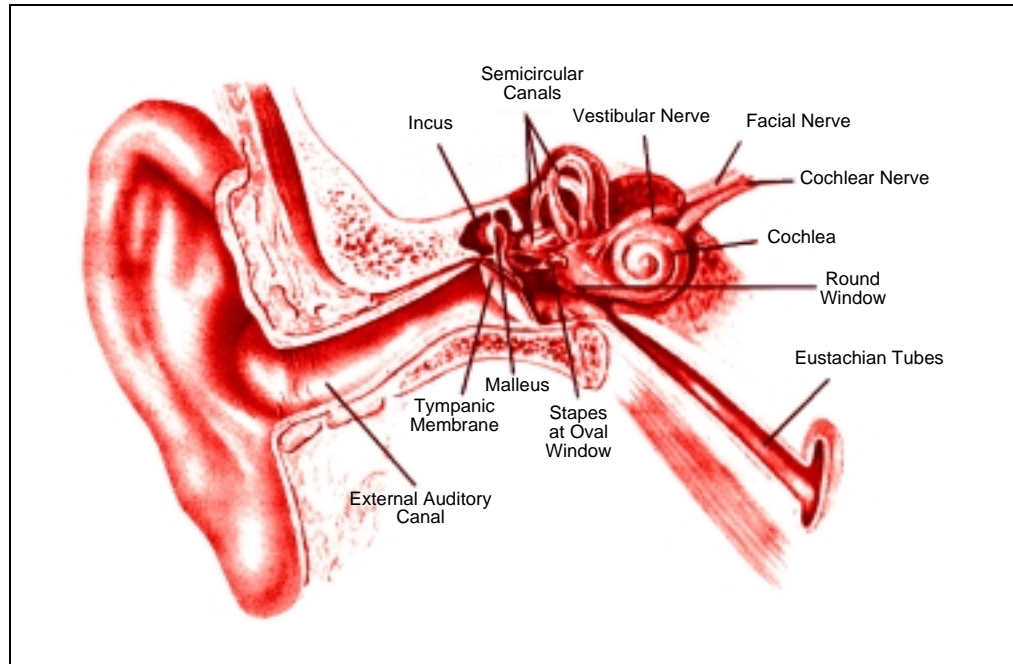 Semicircular
Canals
Incus
Vestibular Nerve
Facial Nerve
Cochlear Nerve
Cochlea
Round
Window
Eustachian Tubes
Malleus
Tympanic
Membrane
Stapes
at Oval
Window
External Auditory
Canal